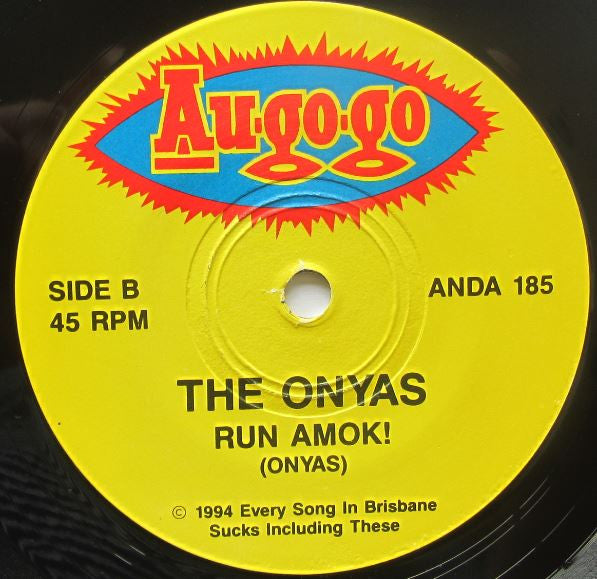 Au·go·go
SIDE B
45 RPM
ANDA 185
THE ONYAS
RUN AMOK!
(ONYAS)
© 1994 Every Song In Brisbane
Sucks Including These